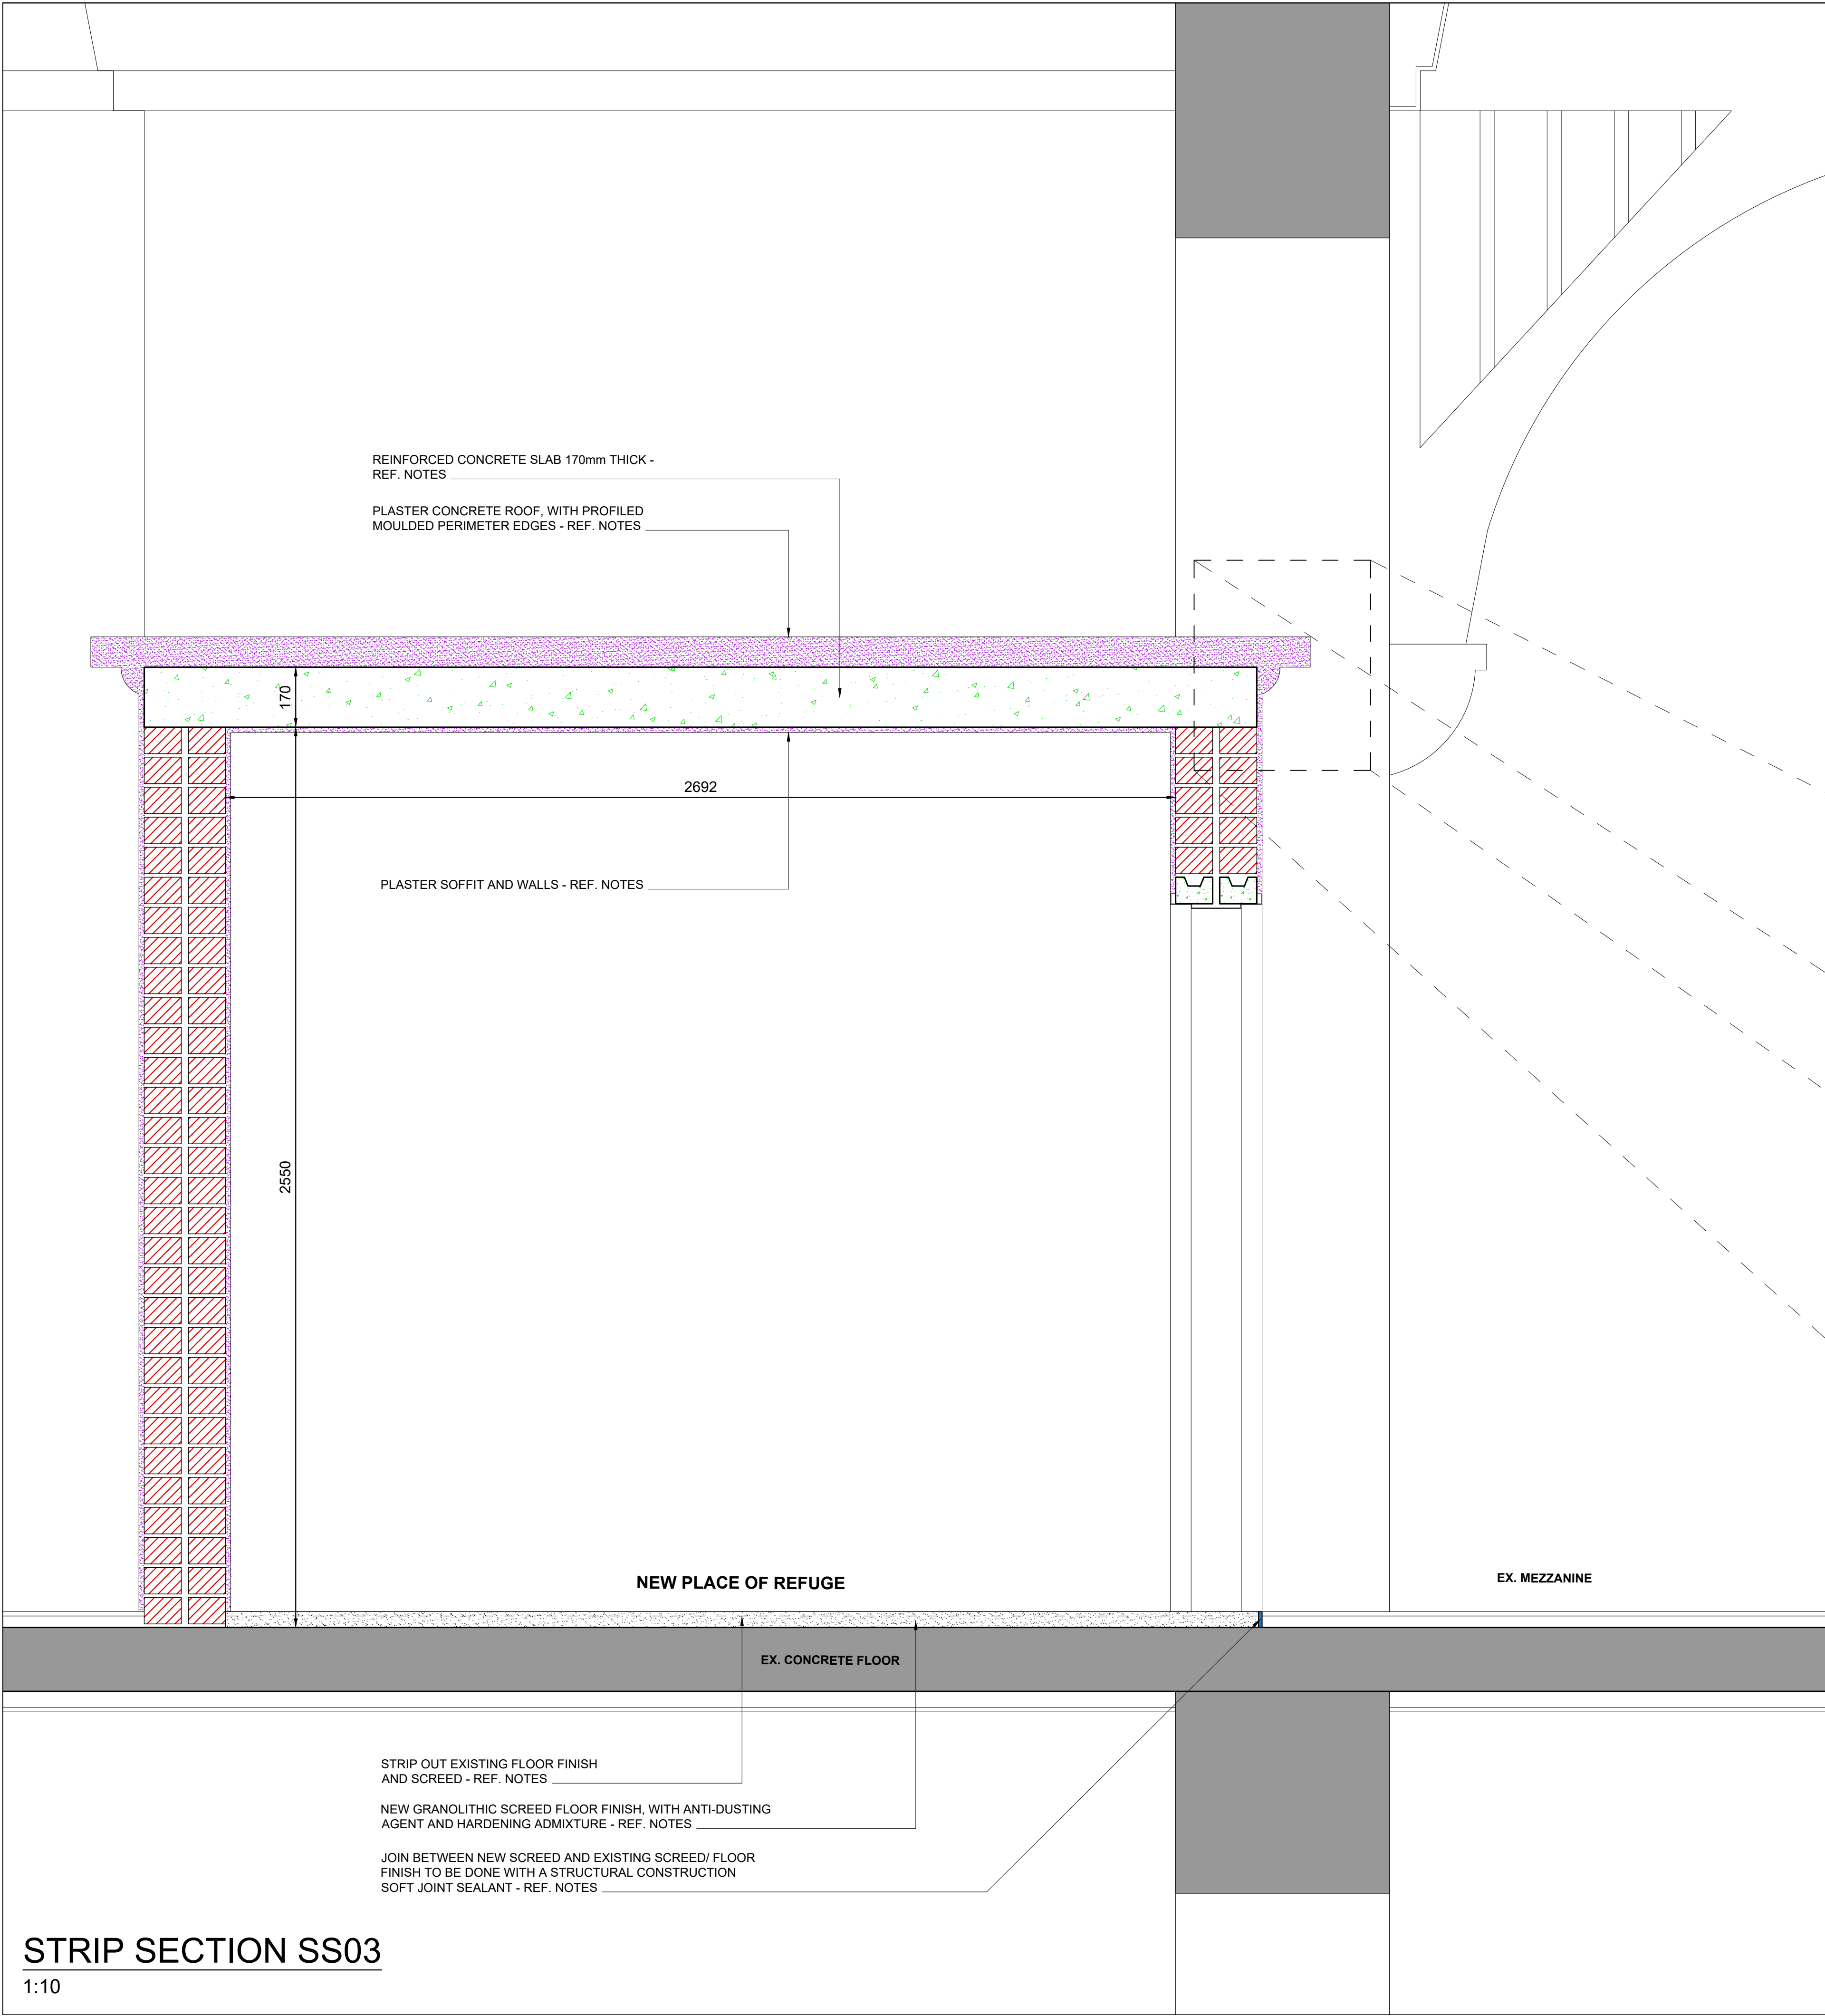 REINFORCED CONCRETE SLAB 170mm THICK -
REF. NOTES
PLASTER CONCRETE ROOF, WITH PROFILED
MOULDED PERIMETER EDGES - REF. NOTES
170
2692
PLASTER SOFFIT AND WALLS - REF. NOTES
2550
NEW PLACE OF REFUGE
EX. MEZZANINE
EX. CONCRETE FLOOR
STRIP OUT EXISTING FLOOR FINISH
AND SCREED - REF. NOTES
NEW GRANOLITHIC SCREED FLOOR FINISH, WITH ANTI-DUSTING
AGENT AND HARDENING ADMIXTURE - REF. NOTES
JOIN BETWEEN NEW SCREED AND EXISTING SCREED/ FLOOR
FINISH TO BE DONE WITH A STRUCTURAL CONSTRUCTION
SOFT JOINT SEALANT - REF. NOTES
STRIP SECTION SS03
1:10